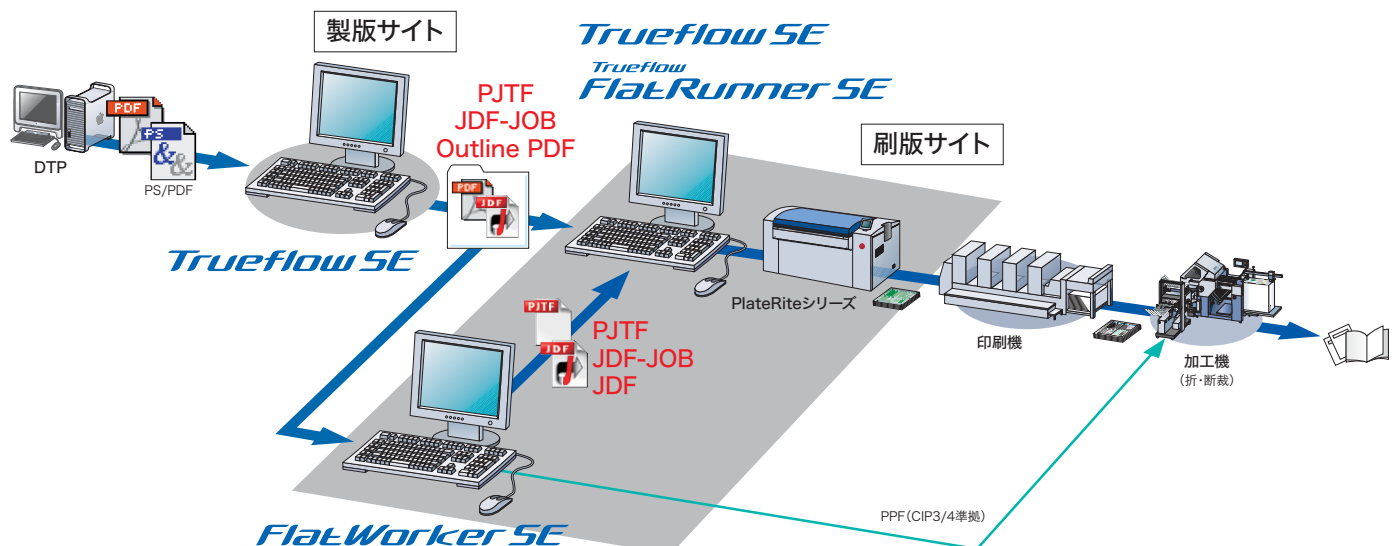 製版サイト
Trueflow SE
Trueflow
FlatRunner SE
PJTF
JDF-JOB
Outline PDF
刷版サイト
PDF
PS
&&
DTP
PS/PDF
PDF
JDF
Trueflow SE
PlateRiteシリーズ
印刷機
加工機
(折・断裁)
PJTF
JDF
PJTF
JDF-JOB
JDF
PPF(CIP3/4準拠)
FlatWorker SE